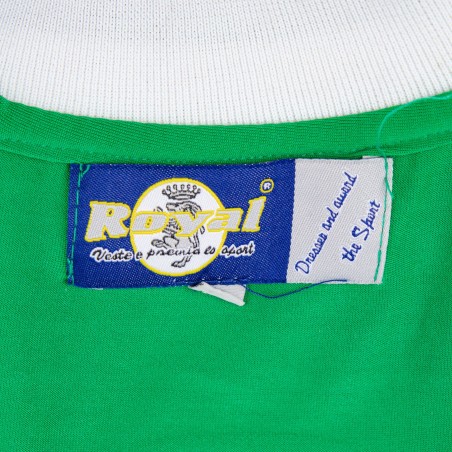 Royal®
Veste e premia lo sport
Dresses and award
the Sport